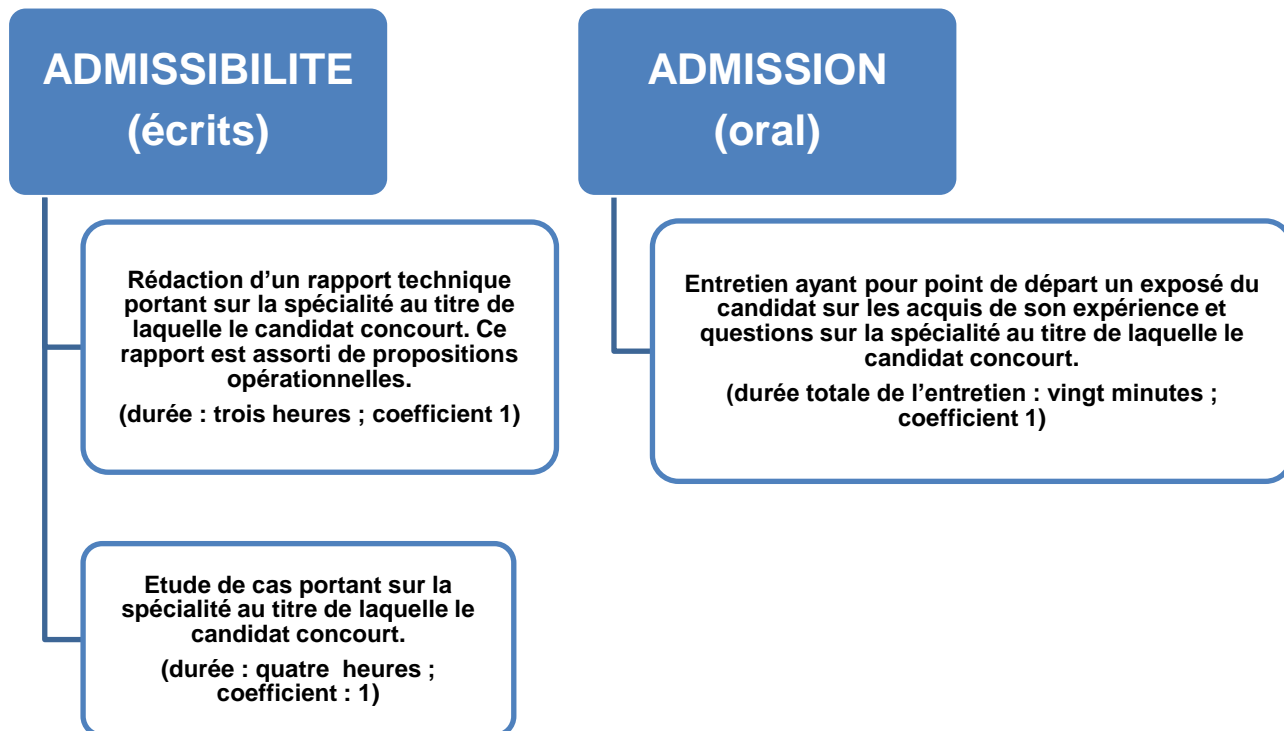 ADMISSIBILITE
(écrits)
Rédaction d’un rapport technique
portant sur la spécialité au titre de
laquelle le candidat concourt. Ce
rapport est assorti de propositions
opérationnelles.
(durée : trois heures ; coefficient 1)
Etude de cas portant sur la
spécialité au titre de laquelle le
candidat concourt.
(durée : quatre heures ;
coefficient : 1)
ADMISSION
(oral)
Entretien ayant pour point de départ un exposé du
candidat sur les acquis de son expérience et
questions sur la spécialité au titre de laquelle le
candidat concourt.
(durée totale de l’entretien : vingt minutes ;
coefficient 1)